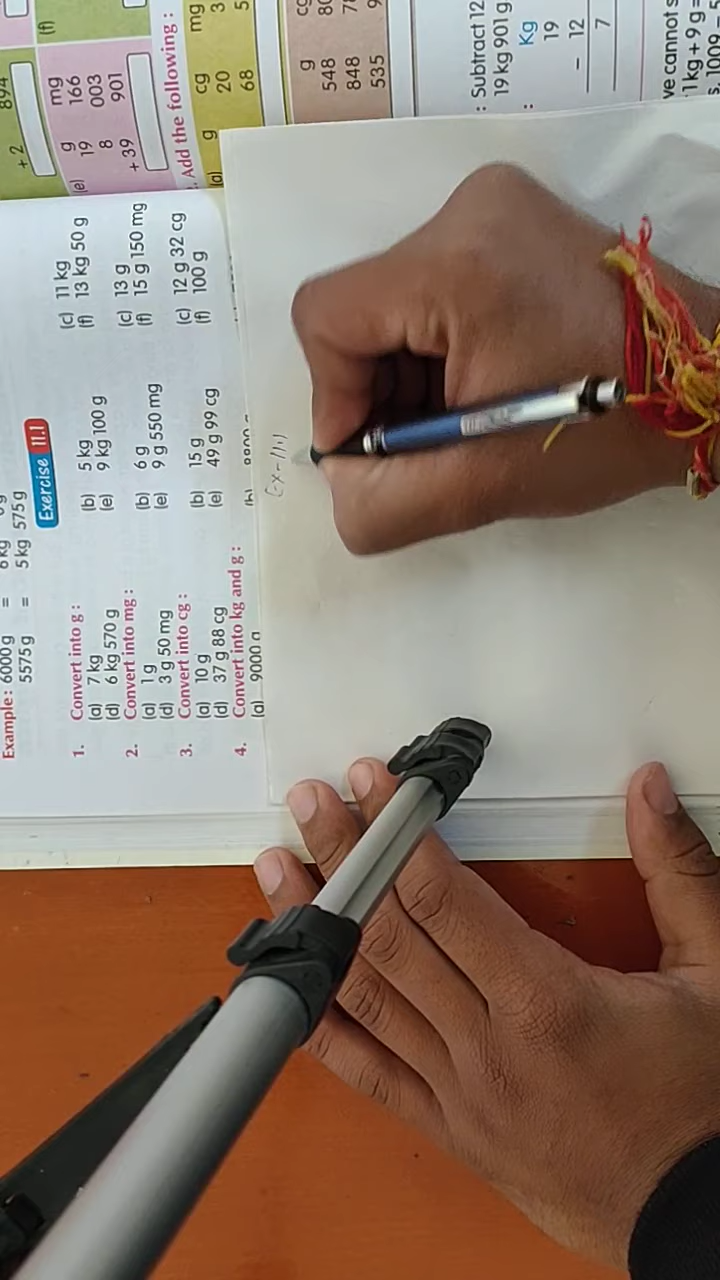 Example : 6000 g =
5575 g = 5 kg 575 g
Exercise 11.1
1. Convert into g :
(a) 7 kg (b) 5 kg (c) 11 kg
(d) 6 kg 570 g (e) 9 kg 100 g (f) 13 kg 50 g
2. Convert into mg :
(a) 1 g (b) 6 g (c) 13 g
(d) 3 g 50 mg (e) 9 g 550 mg (f) 15 g 150 mg
3. Convert into cg :
(a) 10 g (b) 15 g (c) 12 g 32 cg
(d) 37 g 88 cg (e) 49 g 99 cg (f) 100 g
4. Convert into kg and g :
(a) 9000 g (b)
Ex-11.1
894
+ 2
(f)
(e) g mg
19 166
8 003
+ 39 901
Add the following :
(a) g cg mg
20 3
68 5
g cg
548
848
535
: Subtract 12
19 kg 901 g
: Kg
19
- 12
7
ve cannot s
1 kg + 9 g =